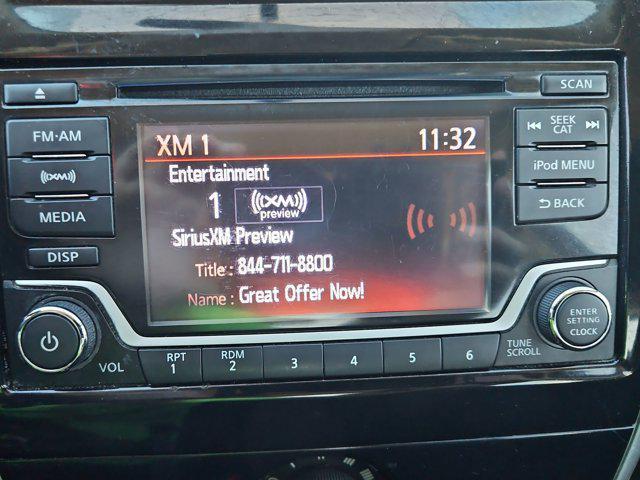 SCAN
FM·AM
XM 1 11:32
SEEK
CAT
Entertainment
(XM)
iPod MENU
1 ((XM))
preview
MEDIA
BACK
SiriusXM Preview
DISP
Title : 844-711-8800
Name : Great Offer Now!
ENTER
SETTING
CLOCK
VOL
RPT
1
RDM
2
3
4
5
6
TUNE
SCROLL